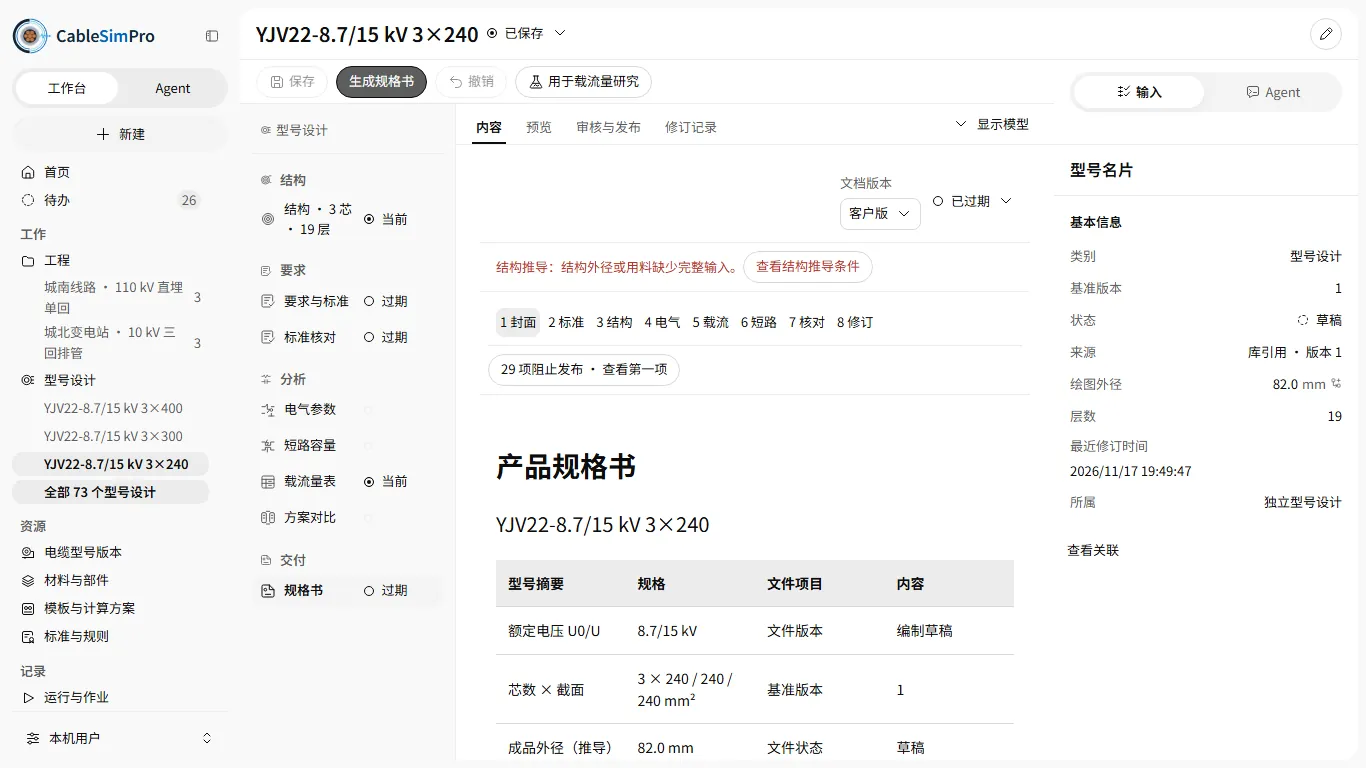 CableSimPro
工作台
Agent
新建
首页
待办
26
工作
工程
城南线路 · 110 kV 直埋
单回
3
城北变电站 · 10 kV 三
回排管
3
型号设计
YJV22-8.7/15 kV 3×400
YJV22-8.7/15 kV 3×300
YJV22-8.7/15 kV 3×240
全部 73 个型号设计
资源
电缆型号版本
材料与部件
模板与计算方案
标准与规则
记录
运行与作业
本机用户
YJV22-8.7/15 kV 3×240
已保存
保存
生成规格书
撤销
用于载流量研究
型号设计
结构
结构 · 3 芯
· 19 层
当前
要求
要求与标准
过期
标准核对
过期
分析
电气参数
短路容量
载流量表
当前
方案对比
交付
规格书
过期
内容
预览
审核与发布
修订记录
显示模型
文档版本
客户版
已过期
结构推导：结构外径或用料缺少完整输入。
查看结构推导条件
1 封面
2 标准
3 结构
4 电气
5 载流
6 短路
7 核对
8 修订
29 项阻止发布 · 查看第一项
产品规格书
YJV22-8.7/15 kV 3×240
型号摘要
规格
文件项目
内容
额定电压 U0/U
8.7/15 kV
文件版本
编制草稿
芯数 × 截面
3 × 240 / 240 /
240 mm²
基准版本
1
成品外径（推导）
82.0 mm
文件状态
草稿
输入
Agent
型号名片
基本信息
类别
型号设计
基准版本
1
状态
草稿
来源
库引用 · 版本 1
绘图外径
82.0 mm
层数
19
最近修订时间
2026/11/17 19:49:47
所属
独立型号设计
查看关联